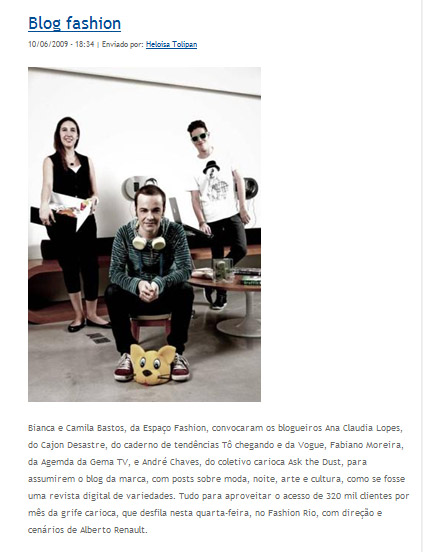 Blog fashion
10/06/2009 - 18:34 | Enviado por: Heloisa Tolipan
Bianca e Camila Bastos, da Espaço Fashion, convocaram os blogueiros Ana Claudia Lopes,
do Cajon Desastre, do caderno de tendências Tô chegando e da Vogue, Fabiano Moreira,
da Agemda da Gema TV, e André Chaves, do coletivo carioca Ask the Dust, para
assumirem o blog da marca, com posts sobre moda, noite, arte e cultura, como se fosse
uma revista digital de variedades. Tudo para aproveitar o acesso de 320 mil clientes por
mês da grife carioca, que desfila nesta quarta-feira, no Fashion Rio, com direção e
cenários de Alberto Renault.